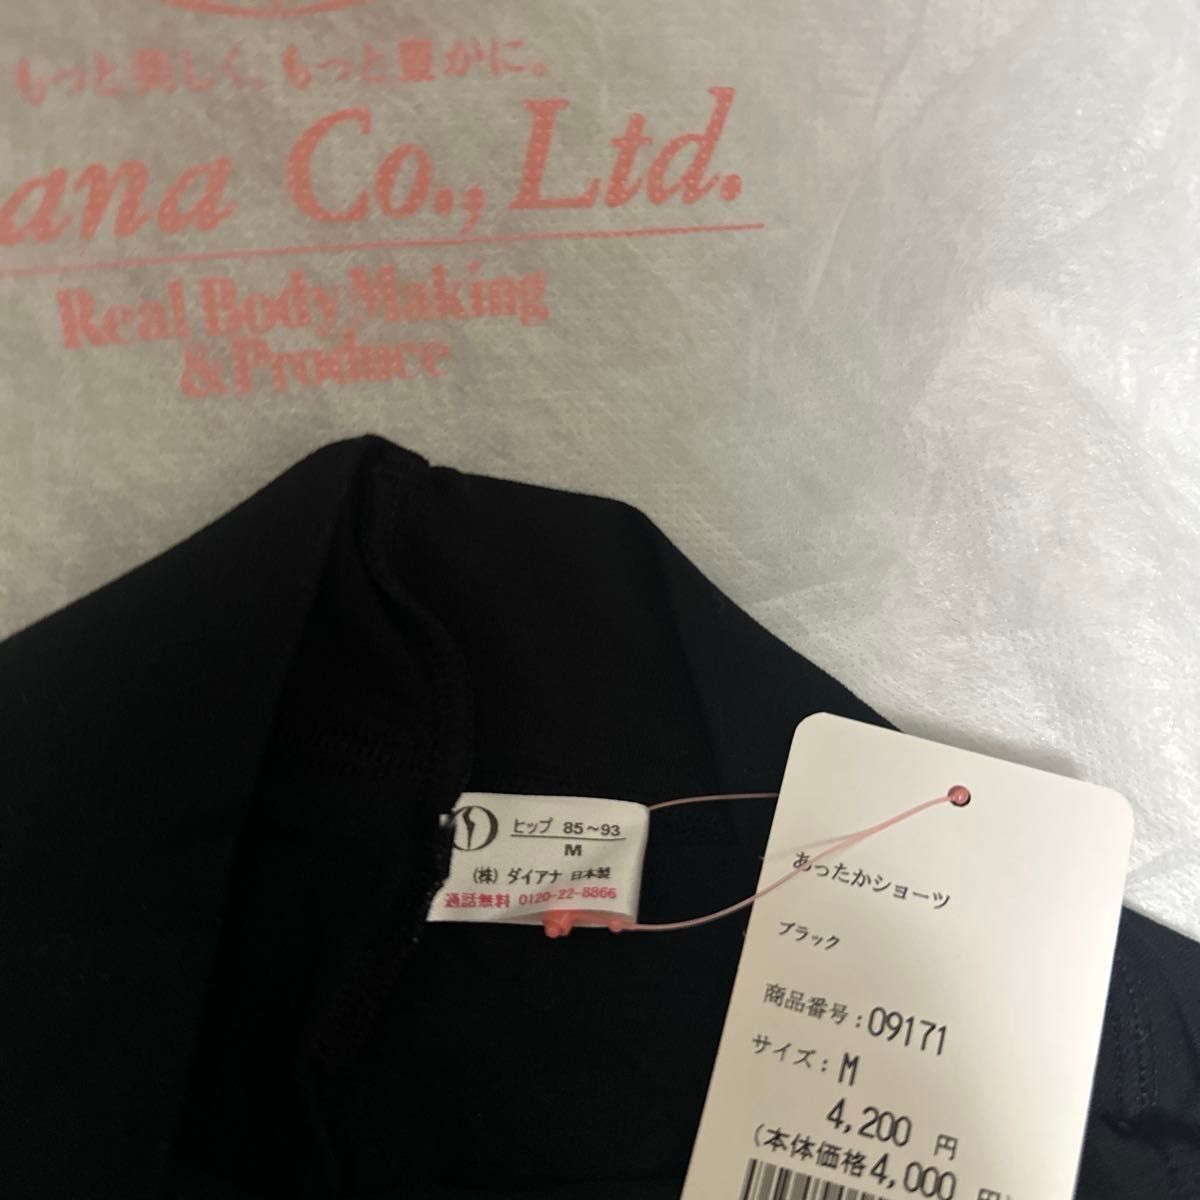 もっと美しく、もっと豊かに。
ana Co., Ltd.
Real Body Making
& Produce
ヒップ 85~93
M
(株) ダイアナ 日本製
通話無料 0120-22-8866
あったかショーツ
ブラック
商品番号:09171
サイズ:M
4,200 円
(本体価格4,000 円)